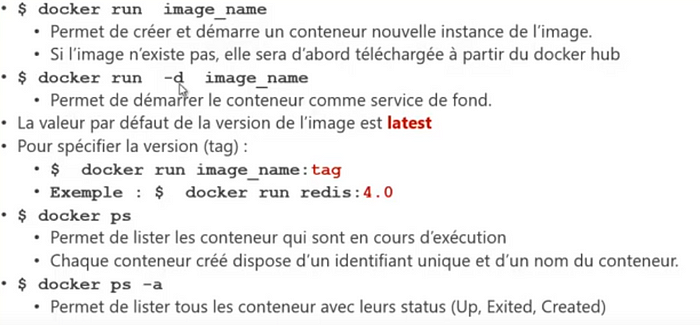 • $ docker run image_name
• Permet de créer et démarre un conteneur nouvelle instance de l'image.
• Si l'image n'existe pas, elle sera d'abord téléchargée à partir du docker hub
• $ docker run -d image_name
• Permet de démarrer le conteneur comme service de fond.
• La valeur par défaut de la version de l'image est latest
• Pour spécifier la version (tag) :
• $ docker run image_name:tag
• Exemple : $ docker run redis:4.0
• $ docker ps
• Permet de lister les conteneur qui sont en cours d'exécution
• Chaque conteneur créé dispose d'un identifiant unique et d'un nom du conteneur.
• $ docker ps -a
• Permet de lister tous les conteneur avec leurs status (Up, Exited, Created)